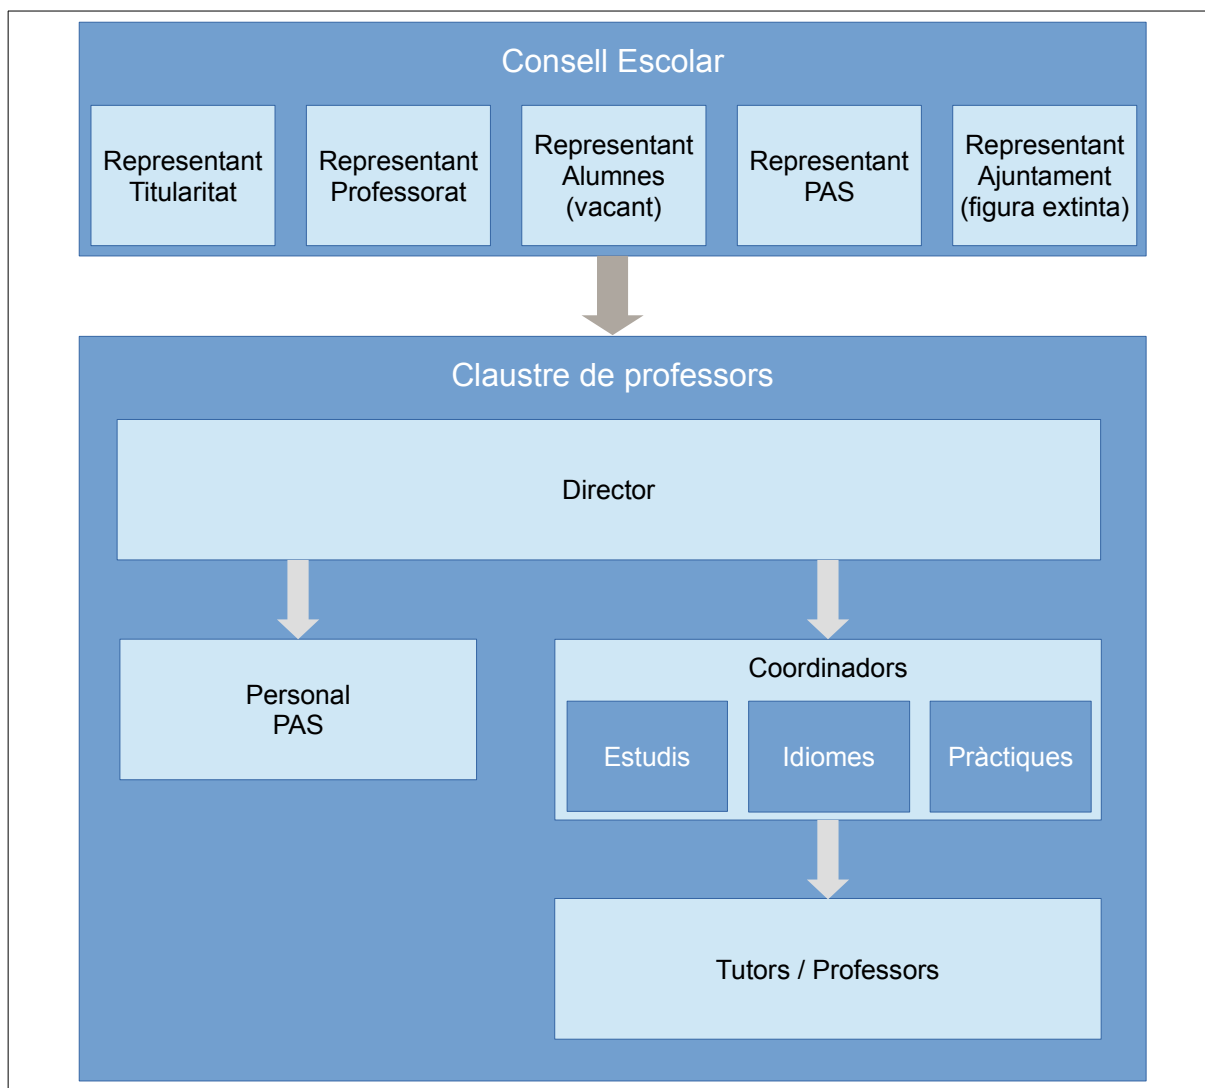 Consell Escolar
Representant
Titularitat
Representant
Professorat
Representant
Alumnes
(vacant)
Representant
PAS
Representant
Ajuntament
(figura extinta)
Claustre de professors
Director
Personal
PAS
Coordinadors
Estudis
Idiomes
Pràctiques
Tutors / Professors